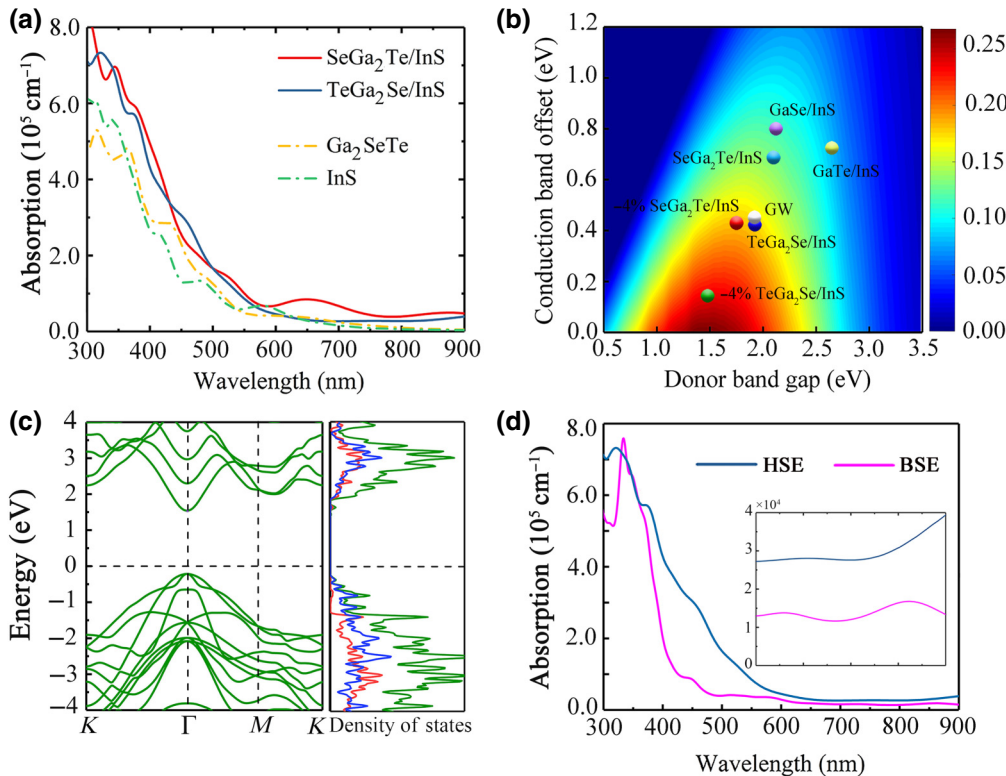 (a)
8.0
6.0
4.0
2.0
0.0
Absorption (10⁵ cm⁻¹)
SeGa₂Te/InS
TeGa₂Se/InS
Ga₂SeTe
InS
300 400 500 600 700 800 900
Wavelength (nm)
(b)
1.2
1.0
0.8
0.6
0.4
0.2
0.0
Conduction band offset (eV)
GaSe/InS
SeGa₂Te/InS
GaTe/InS
−4% SeGa₂Te/InS
GW
TeGa₂Se/InS
−4% TeGa₂Se/InS
0.5 1.0 1.5 2.0 2.5 3.0 3.5
Donor band gap (eV)
0.25
0.20
0.15
0.10
0.05
0.00
(c)
4
3
2
1
0
−1
−2
−3
−4
Energy (eV)
K Γ M K
Density of states
(d)
8.0
6.0
4.0
2.0
0.0
Absorption (10⁵ cm⁻¹)
HSE
BSE
×10⁴
4
3
2
1
0
300 400 500 600 700 800 900
Wavelength (nm)